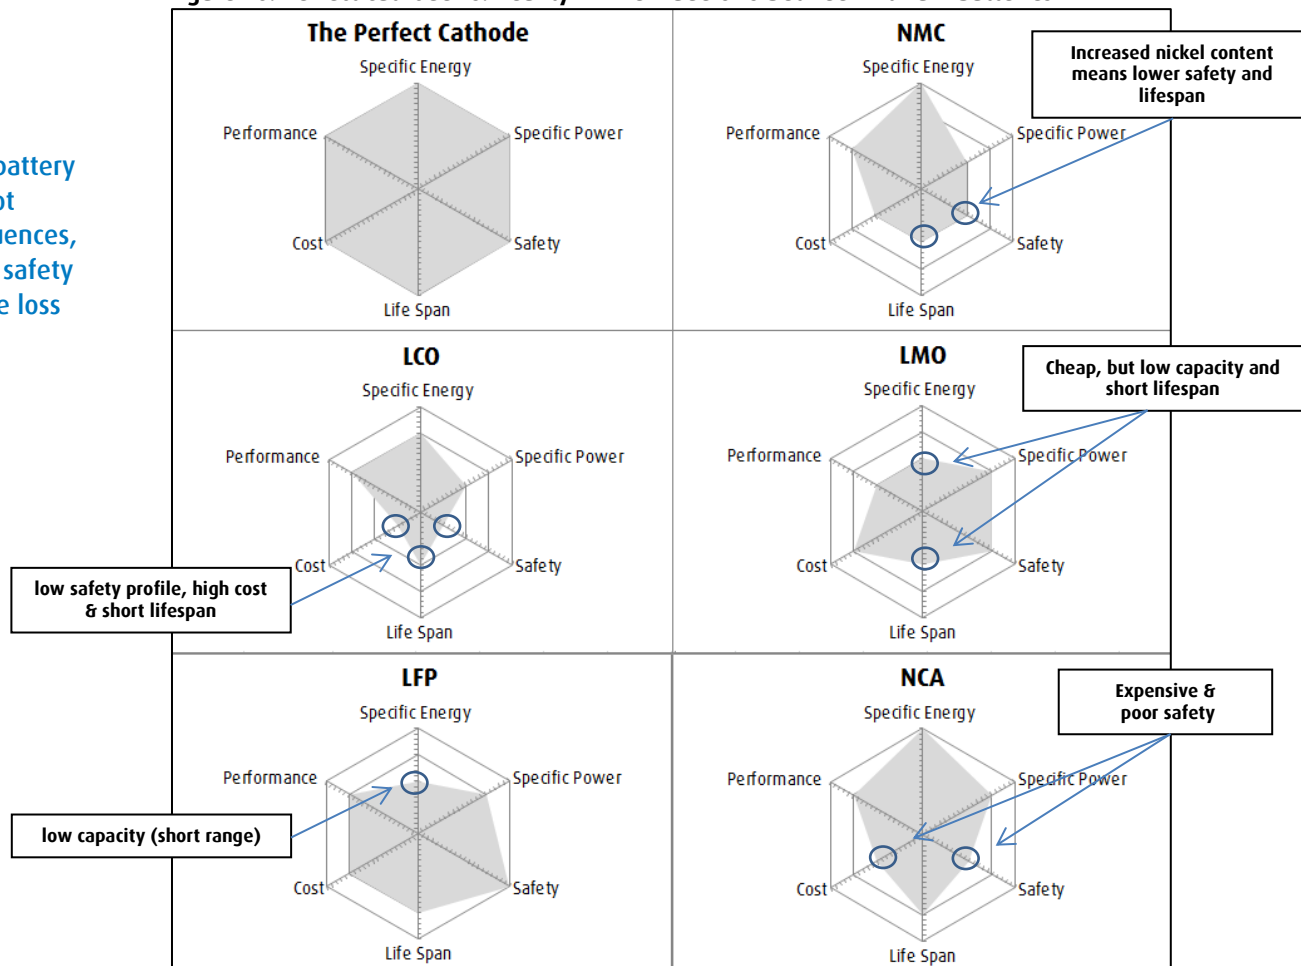 The Perfect Cathode
Specific Energy
Performance
Specific Power
Cost
Safety
Life Span
NMC
Specific Energy
Performance
Specific Power
Cost
Safety
Life Span
Increased nickel content
means lower safety and
lifespan
battery
safety
loss
LCO
Specific Energy
Performance
Specific Power
Cost
Safety
Life Span
low safety profile, high cost
& short lifespan
LMO
Specific Energy
Performance
Specific Power
Cost
Safety
Life Span
Cheap, but low capacity and
short lifespan
LFP
Specific Energy
Performance
Specific Power
Cost
Safety
Life Span
low capacity (short range)
NCA
Specific Energy
Performance
Specific Power
Cost
Safety
Life Span
Expensive &
poor safety